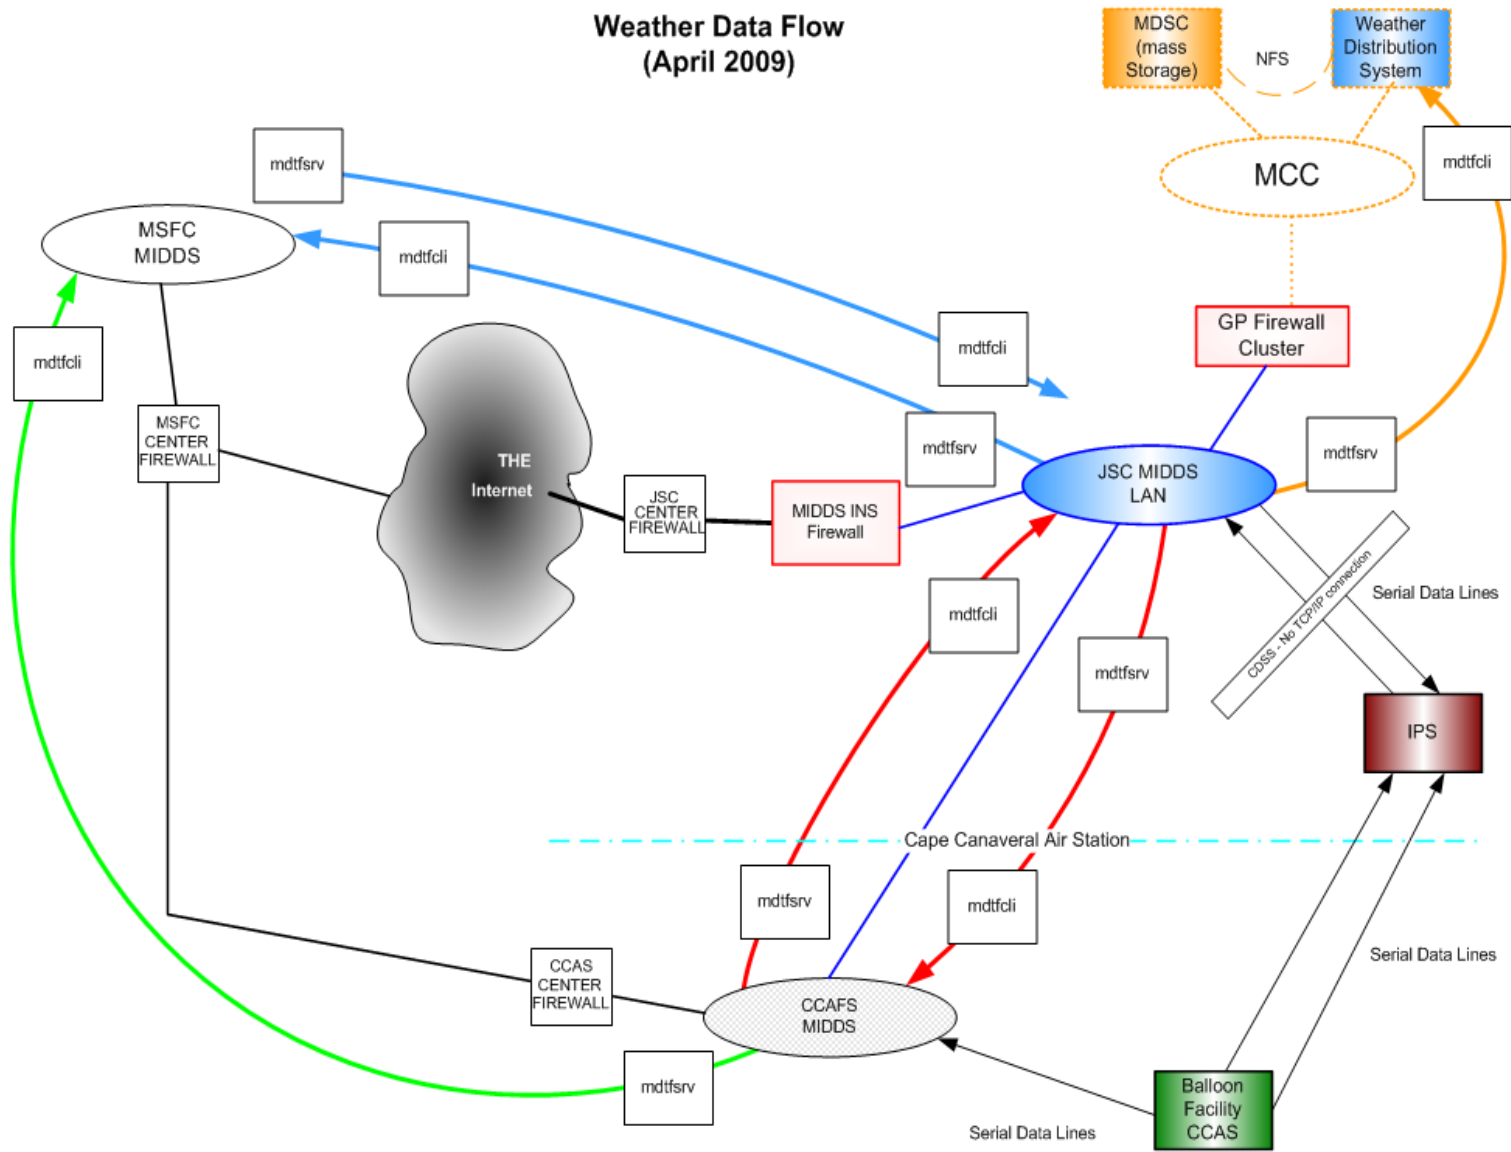 Weather Data Flow
(April 2009)
MDSC
(mass
Storage)
NFS
Weather
Distribution
System
mdtfsrv
mdtfcli
MCC
MSFC
MIDDS
mdtfcli
mdtfcli
mdtfcli
GP Firewall
Cluster
MSFC
CENTER
FIREWALL
mdtfsrv
mdtfsrv
THE
Internet
JSC
CENTER
FIREWALL
MIDDS INS
Firewall
JSC MIDDS
LAN
CDSS - No TCP/IP connection
Serial Data Lines
mdtfcli
mdtfsrv
IPS
Cape Canaveral Air Station
mdtfsrv
mdtfcli
CCAS
CENTER
FIREWALL
CCAFS
MIDDS
Serial Data Lines
mdtfsrv
Balloon
Facility
CCAS
Serial Data Lines